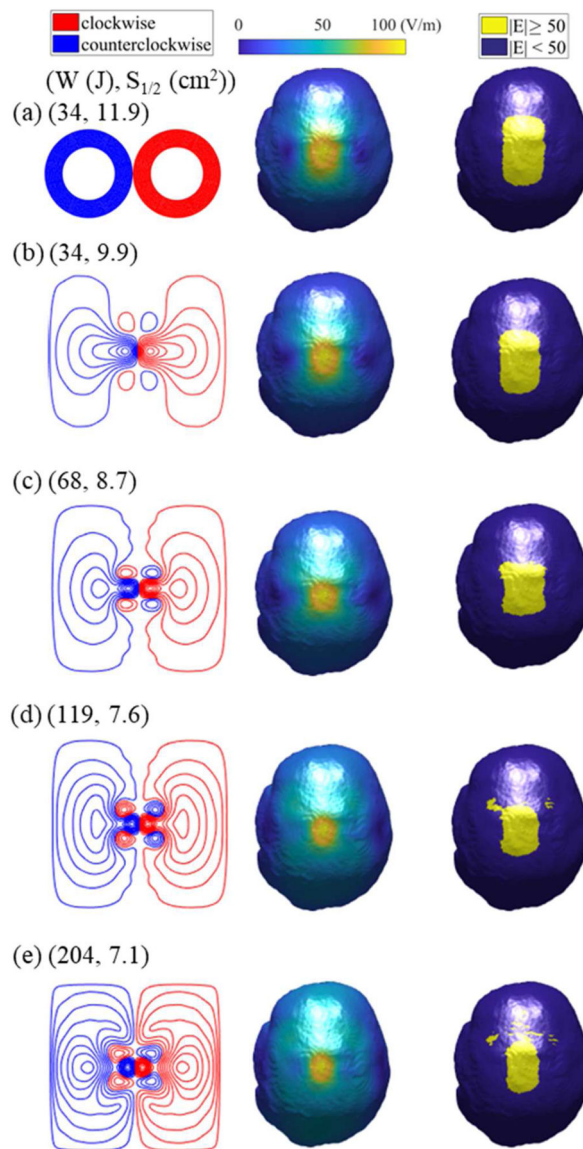 clockwise
counterclockwise
0 50 100 (V/m)
|E| ≥ 50
|E| < 50
(W (J), S1/2 (cm2))
(a) (34, 11.9)
(b) (34, 9.9)
(c) (68, 8.7)
(d) (119, 7.6)
(e) (204, 7.1)